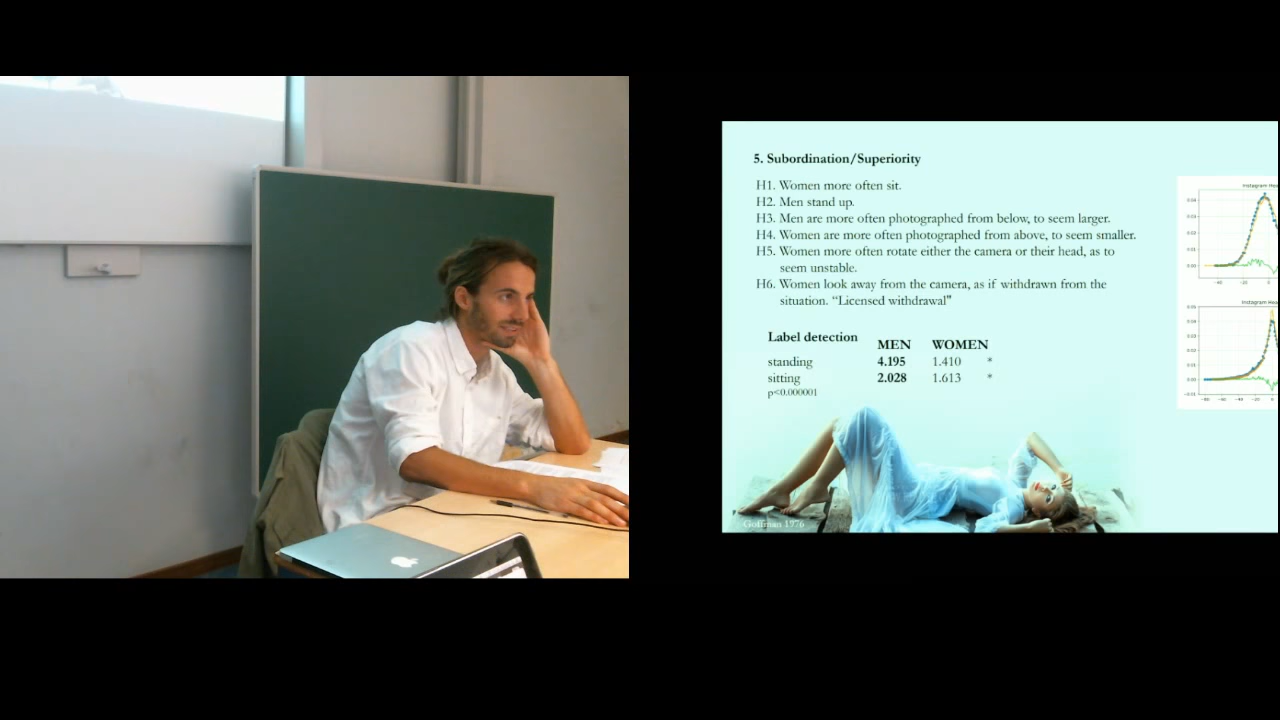 5. Subordination/Superiority
H1. Women more often sit.
H2. Men stand up.
H3. Men are more often photographed from below, to seem larger.
H4. Women are more often photographed from above, to seem smaller.
H5. Women more often rotate either the camera or their head, as to
seem unstable.
H6. Women look away from the camera, as if withdrawn from the
situation. “Licensed withdrawal"
Label detection
MEN WOMEN
standing 4.195 1.410 *
sitting 2.028 1.613 *
p<0.000001
Goffman 1976
Instagram
Instagram